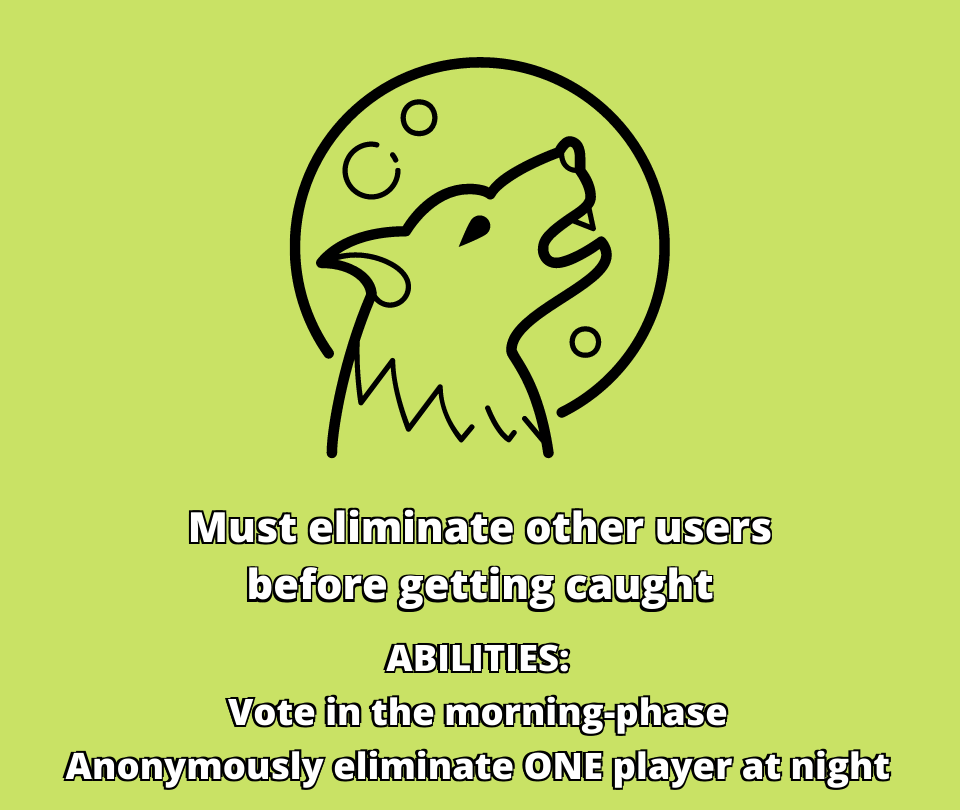 Must eliminate other users
before getting caught
ABILITIES:
Vote in the morning-phase
Anonymously eliminate ONE player at night